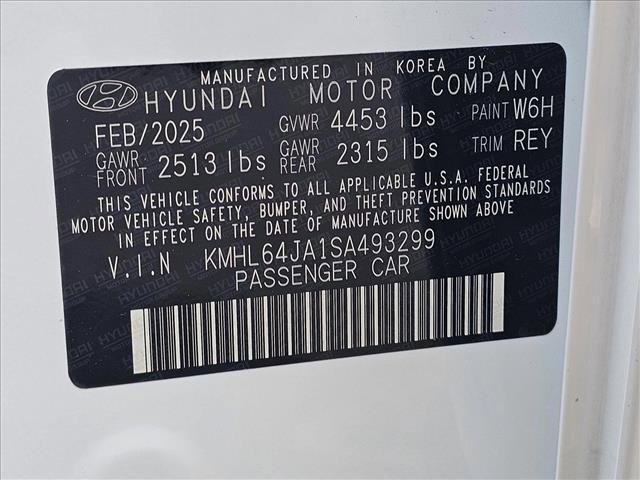 MANUFACTURED IN KOREA BY
HYUNDAI MOTOR COMPANY
FEB/2025 GVWR 4453 lbs PAINT W6H
GAWR FRONT 2513 lbs GAWR REAR 2315 lbs TRIM REY
THIS VEHICLE CONFORMS TO ALL APPLICABLE U.S.A. FEDERAL
MOTOR VEHICLE SAFETY, BUMPER, AND THEFT PREVENTION STANDARDS
IN EFFECT ON THE DATE OF MANUFACTURE SHOWN ABOVE
V.I.N KMHL64JA1SA493299
PASSENGER CAR